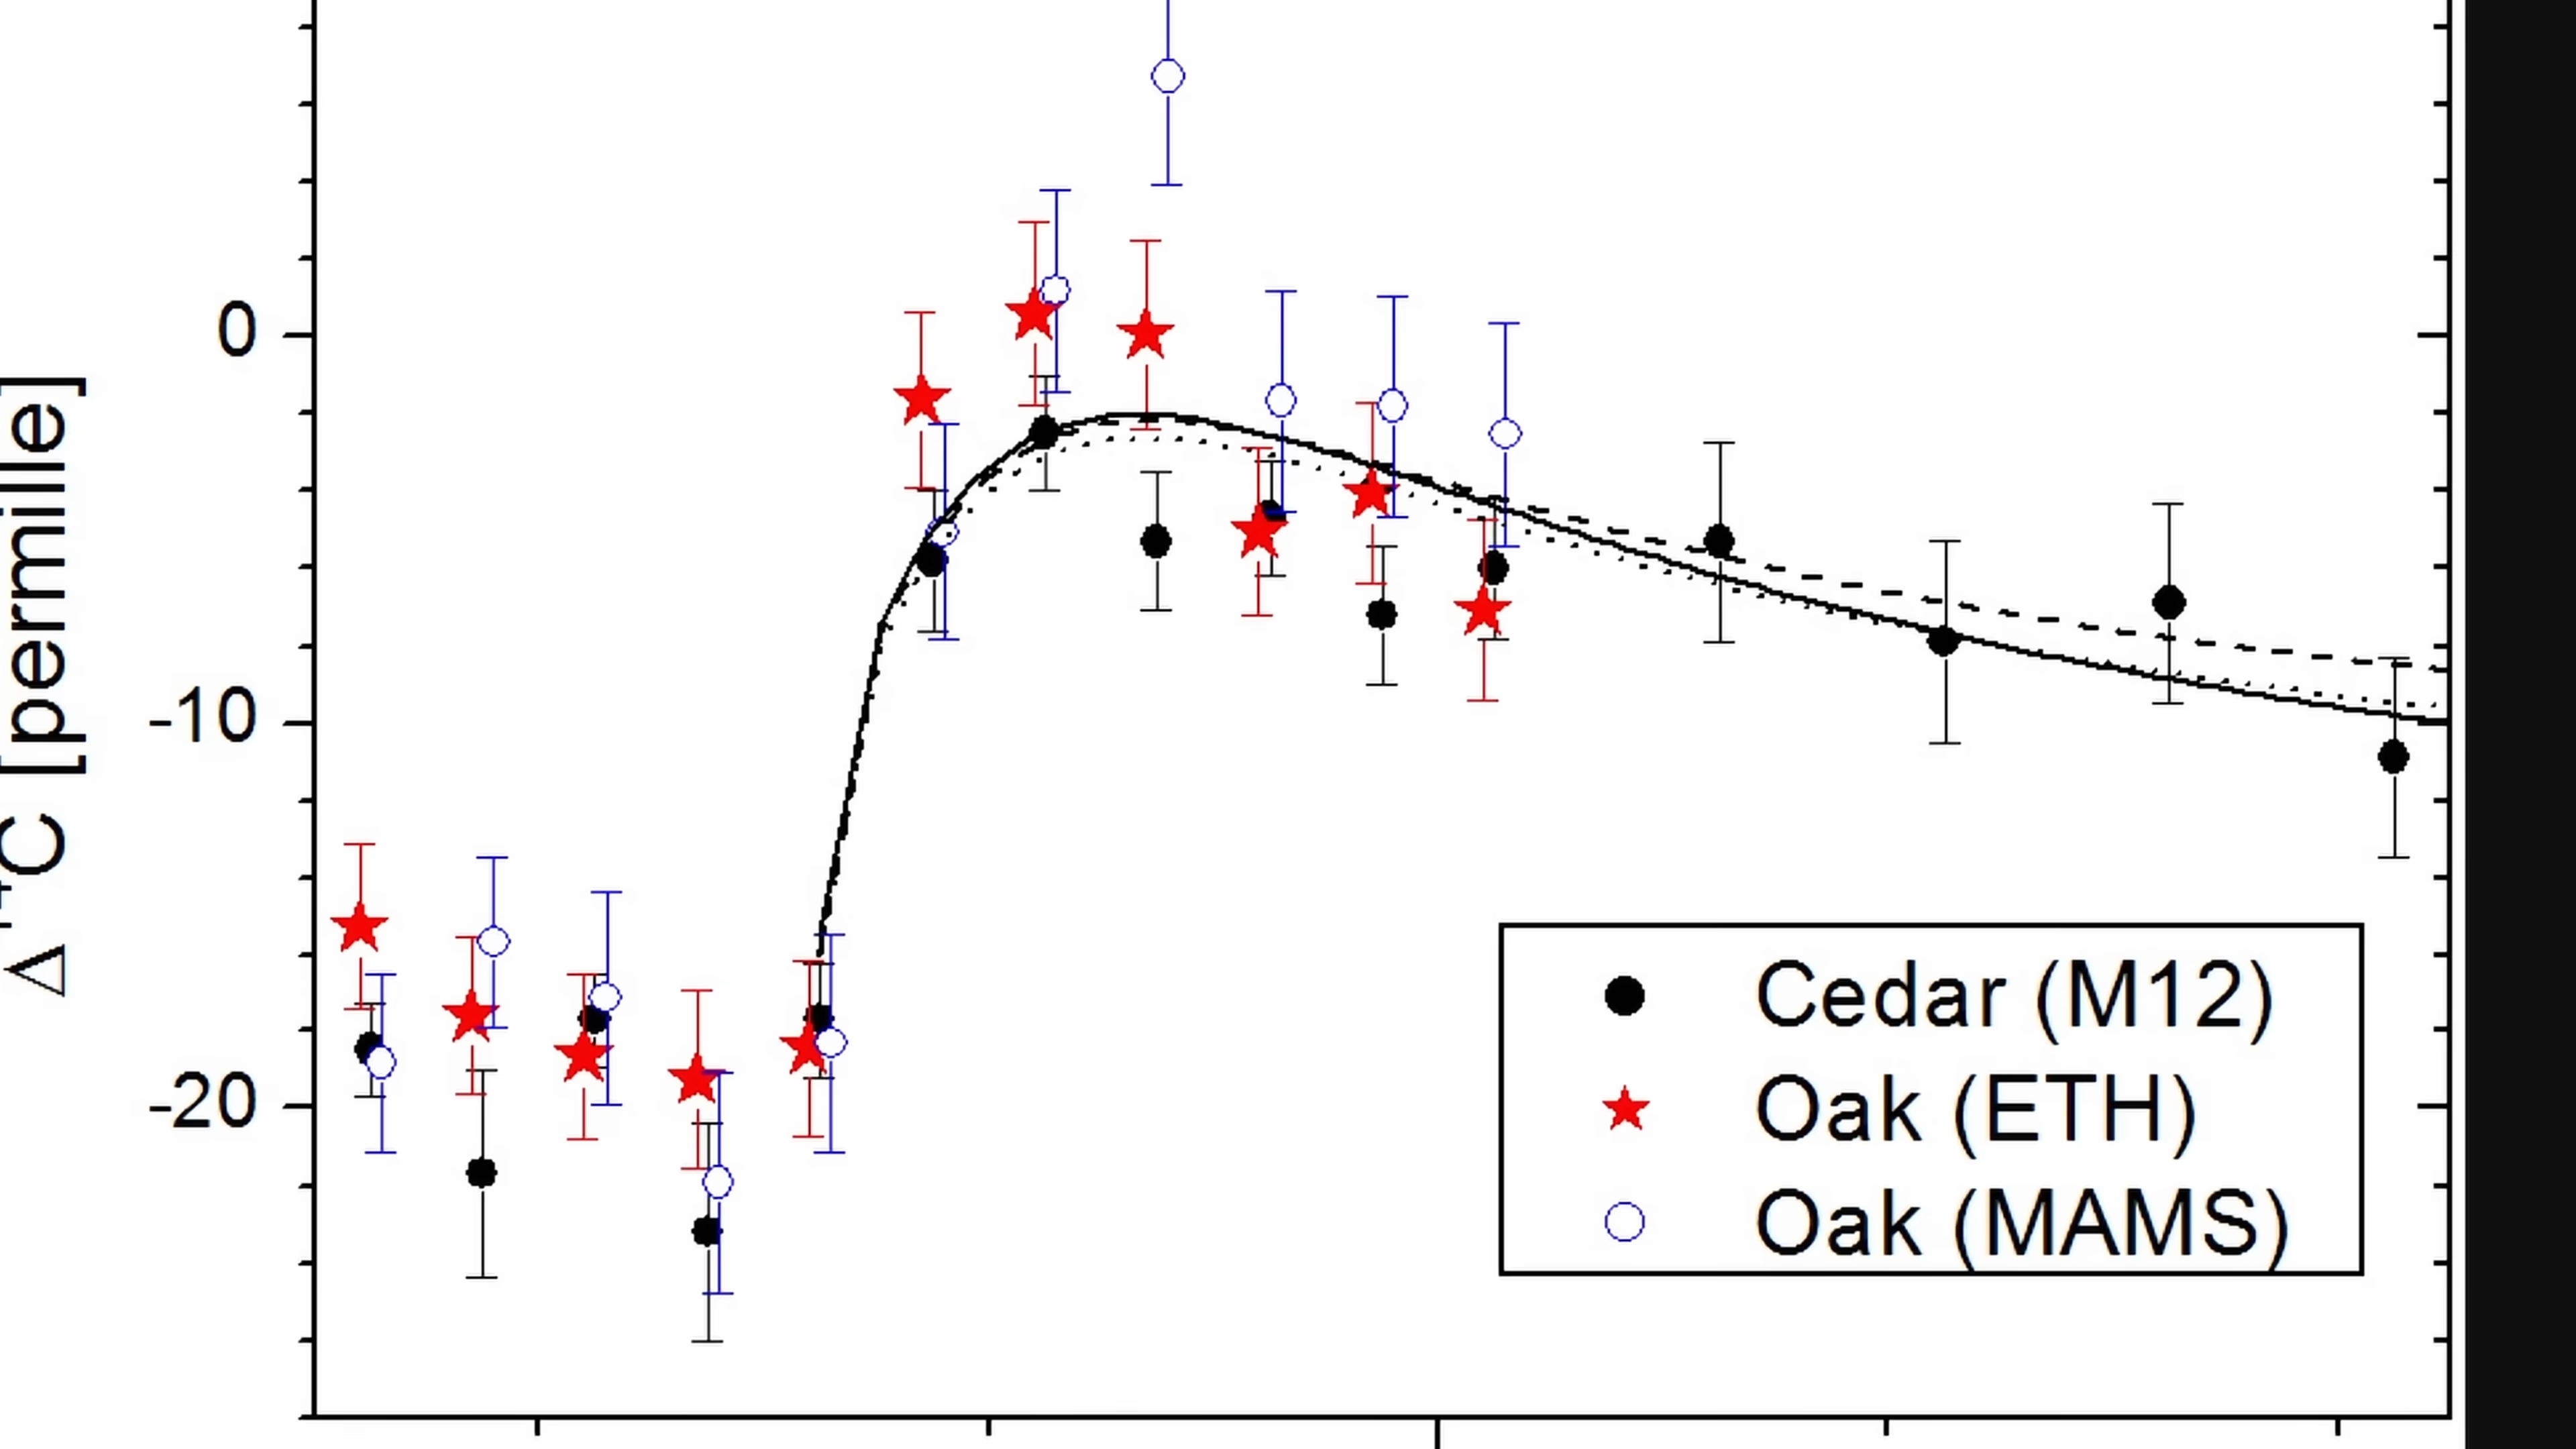 Δ¹⁴C [permille]
0
-10
-20
Cedar (M12)
Oak (ETH)
Oak (MAMS)